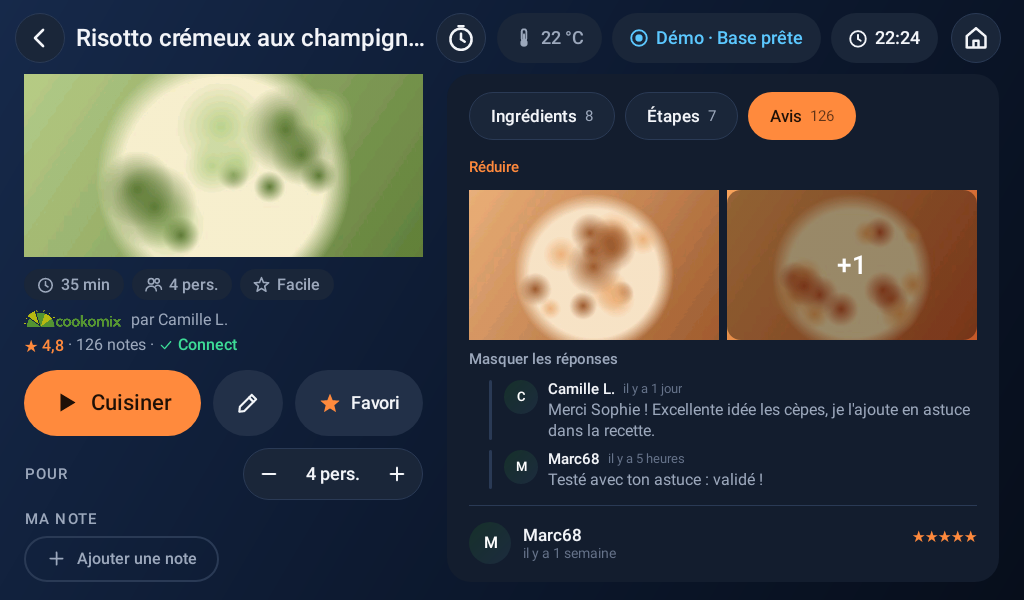 Risotto crémeux aux champign...
22 °C
Démo · Base prête
22:24
35 min
4 pers.
Facile
cookomix par Camille L.
★ 4,8 · 126 notes · ✓ Connect
Cuisiner
Favori
POUR
4 pers.
MA NOTE
Ajouter une note
Ingrédients 8
Étapes 7
Avis 126
Réduire
+1
Masquer les réponses
C
Camille L. il y a 1 jour
Merci Sophie ! Excellente idée les cèpes, je l'ajoute en astuce
dans la recette.
M
Marc68 il y a 5 heures
Testé avec ton astuce : validé !
M
Marc68
★★★★★
il y a 1 semaine